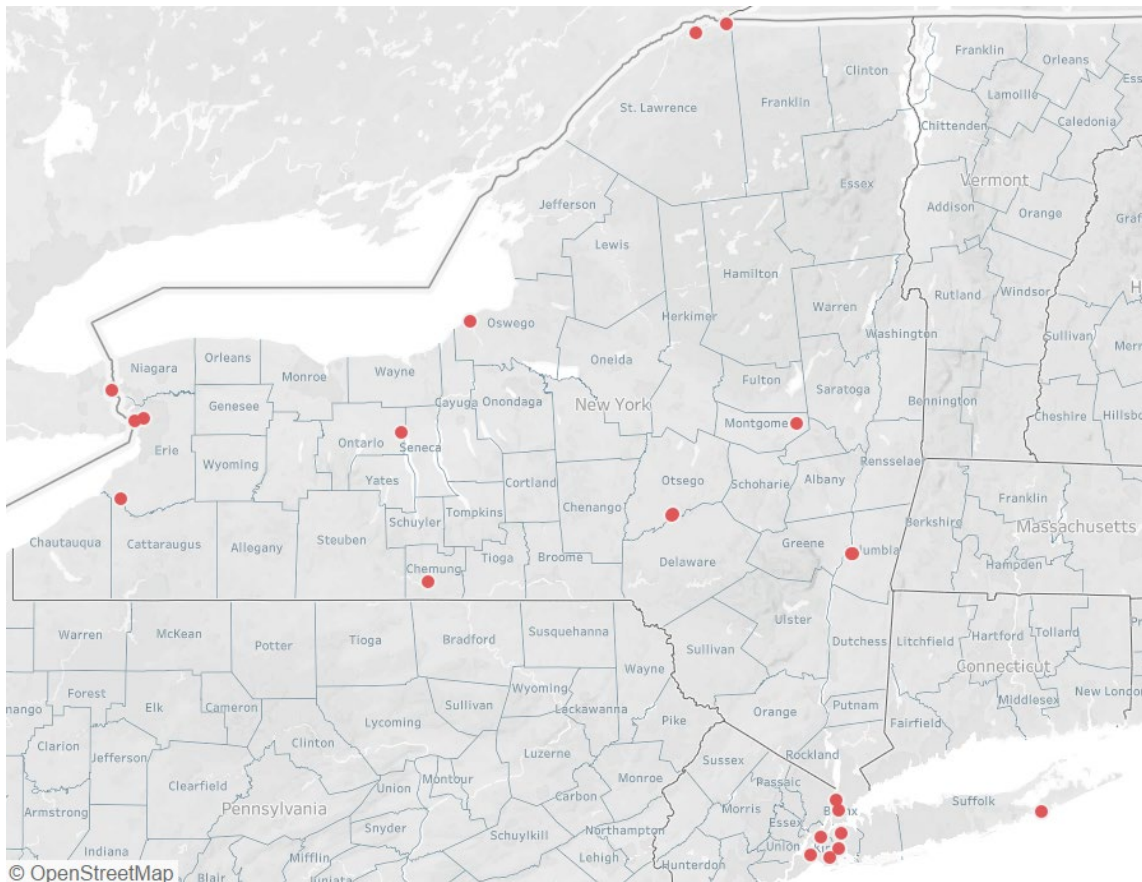 Franklin
Orleans
Clinton
Lamoille
St. Lawrence
Franklin
Caledonia
Chittenden
Essex
Vermont
Jefferson
Addison
Orange
Lewis
Hamilton
Rutland
Windsor
Warren
Herkimer
Oswego
Washington
Sullivan
Oneida
Orleans
Niagara
Monroe
Wayne
Fulton
Saratoga
Cayuga
Onondaga
New York
Bennington
Genesee
Cheshire
Hillsbo
Montgome
Ontario
Seneca
Erie
Wyoming
Rensselae
Yates
Cortland
Otsego
Schoharie
Albany
Franklin
Chenango
Tompkins
Schuyler
Berkshire
Massachusetts
Chautauqua
Cattaraugus
Allegany
Steuben
Tioga
Broome
Greene
lumbia
Chemung
Delaware
Hampden
Ulster
Warren
McKean
Potter
Tioga
Bradford
Susquehanna
Dutchess
Litchfield
Hartford
Tolland
Sullivan
Wayne
Connecticut
Forest
Wyoming
Middlesex
New London
Elk
Cameron
Sullivan
Lackawanna
Orange
Putnam
nango
Lycoming
Pike
Fairfield
Clarion
Clinton
Luzerne
Rockland
Jefferson
Sussex
Clearfield
Montour
Monroe
Passaic
Union
Carbon
Suffolk
Armstrong
Pennsylvania
Morris
Essex
Snyder
Schuylkill
Northampton
Union
Indiana
Mifflin
Lehigh
Hunterdon
Blair
Juniata
© OpenStreetMap